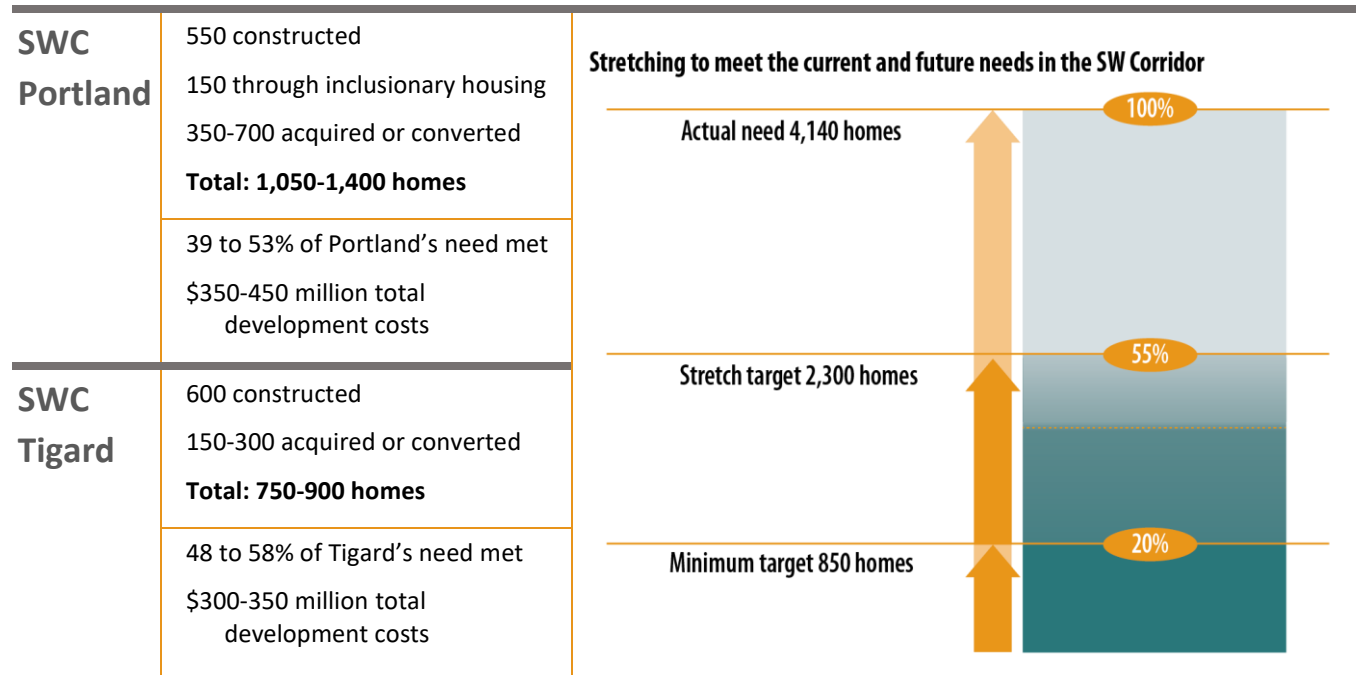 SWC
Portland
550 constructed
150 through inclusionary housing
350-700 acquired or converted
Total: 1,050-1,400 homes
39 to 53% of Portland’s need met
$350-450 million total
development costs
SWC
Tigard
600 constructed
150-300 acquired or converted
Total: 750-900 homes
48 to 58% of Tigard’s need met
$300-350 million total
development costs
Stretching to meet the current and future needs in the SW Corridor
100%
Actual need 4,140 homes
55%
Stretch target 2,300 homes
20%
Minimum target 850 homes